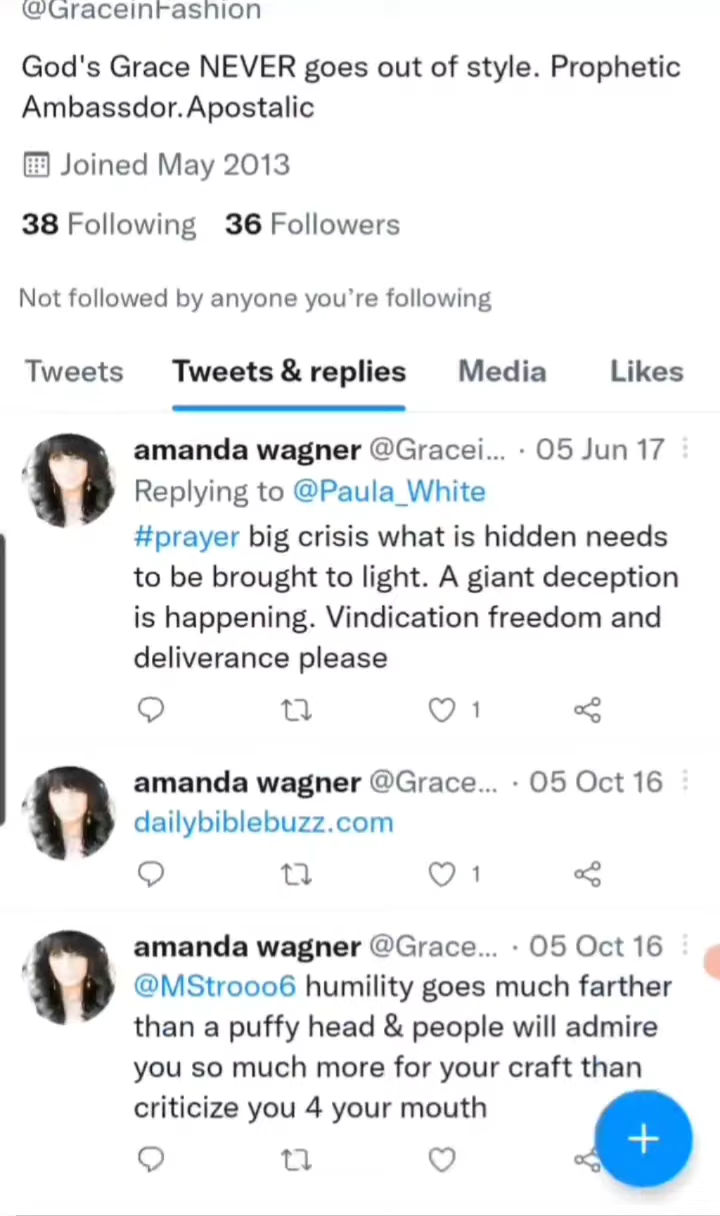 @GraceinFashion
God's Grace NEVER goes out of style. Prophetic
Ambassdor.Apostalic
Joined May 2013
38 Following 36 Followers
Not followed by anyone you’re following
Tweets Tweets & replies Media Likes
amanda wagner @Gracei... · 05 Jun 17
Replying to @Paula_White
#prayer big crisis what is hidden needs
to be brought to light. A giant deception
is happening. Vindication freedom and
deliverance please
1
amanda wagner @Grace... · 05 Oct 16
dailybiblebuzz.com
1
amanda wagner @Grace... · 05 Oct 16
@MStrooo6 humility goes much farther
than a puffy head & people will admire
you so much more for your craft than
criticize you 4 your mouth